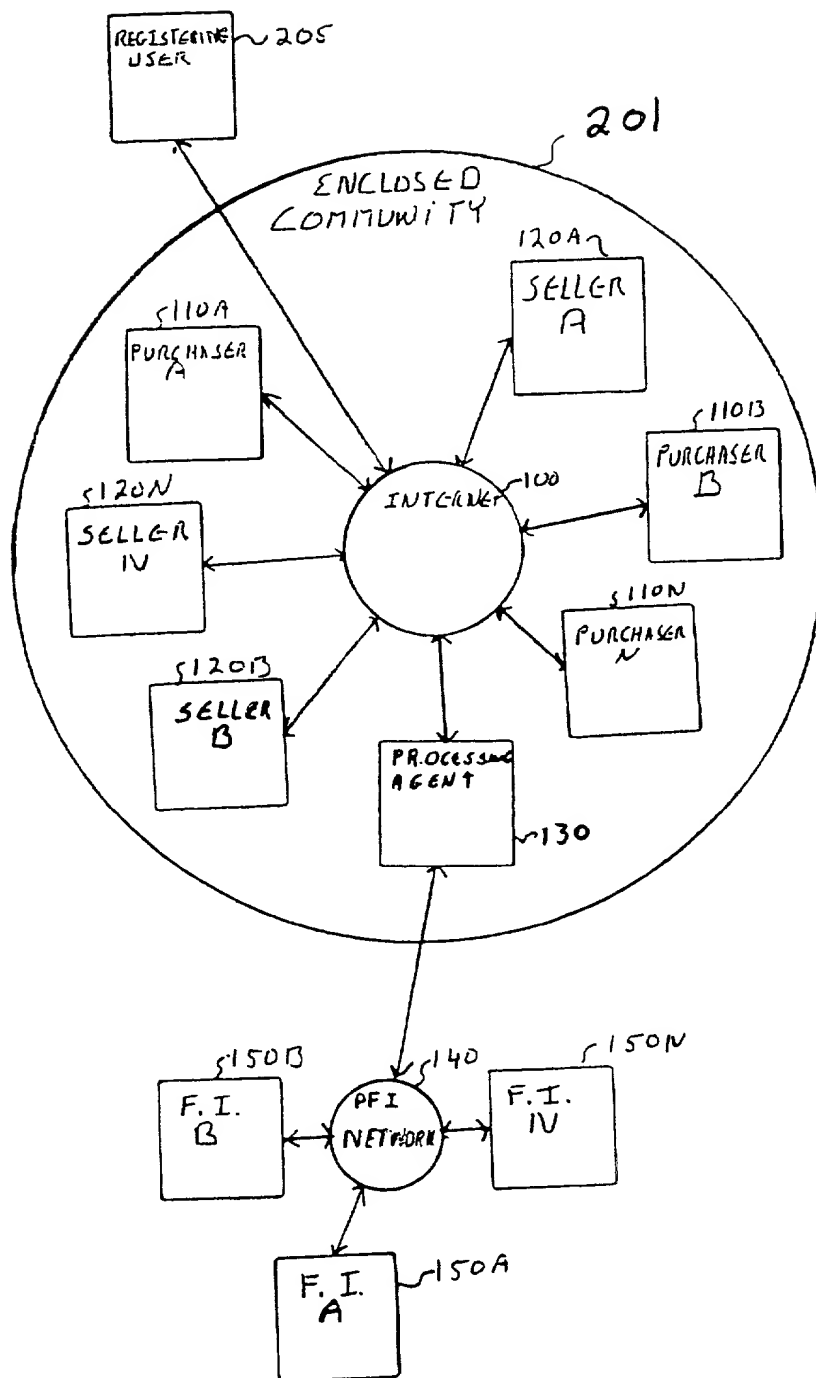 REGISTERING
USER
205
201
ENCLOSED
COMMUNITY
120A
SELLER
A
110A
PURCHASER
A
110B
PURCHASER
B
INTERNET
100
120N
SELLER
N
110N
PURCHASER
N
120B
SELLER
B
PROCESSING
AGENT
130
150B
F. I.
B
140
PFI
NETWORK
150N
F. I.
N
F. I.
A
150A